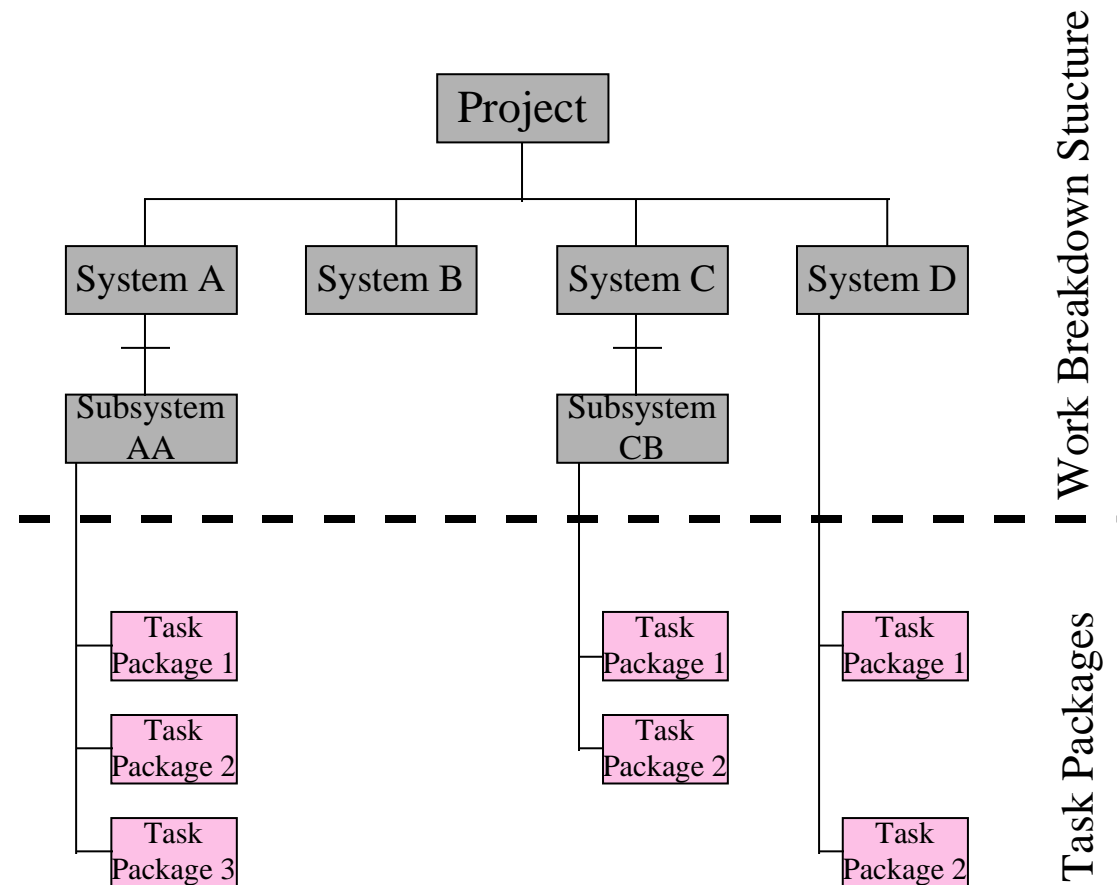 Project
System A
System B
System C
System D
Subsystem
AA
Subsystem
CB
Work Breakdown Stucture
Task
Package 1
Task
Package 1
Task
Package 1
Task
Package 2
Task
Package 2
Task
Package 3
Task
Package 2
Task Packages